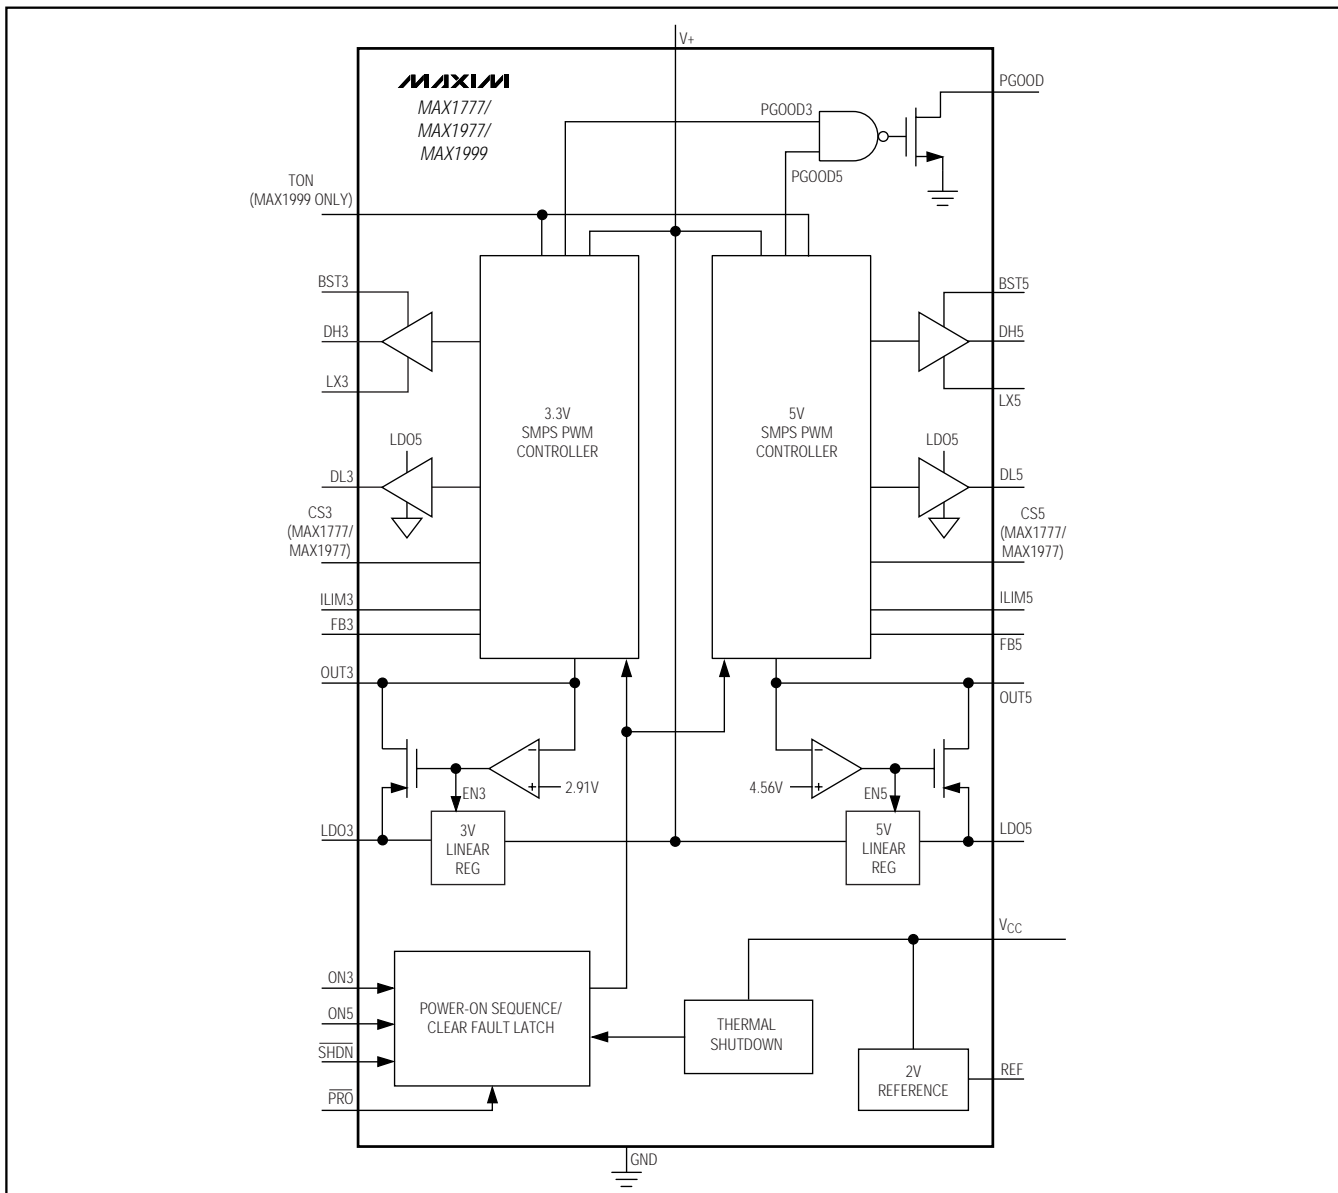 V+
MAXIM
MAX1777/
MAX1977/
MAX1999
PGOOD
PGOOD3
PGOOD5
TON
(MAX1999 ONLY)
BST3
DH3
LX3
LDO5
DL3
CS3
(MAX1777/
MAX1977)
ILIM3
FB3
OUT3
3.3V
SMPS PWM
CONTROLLER
5V
SMPS PWM
CONTROLLER
BST5
DH5
LX5
LDO5
DL5
CS5
(MAX1777/
MAX1977)
ILIM5
FB5
OUT5
−
+
2.91V
EN3
LDO3
3V
LINEAR
REG
4.56V
−
+
EN5
5V
LINEAR
REG
LDO5
VCC
ON3
ON5
SHDN
PRO
POWER-ON SEQUENCE/
CLEAR FAULT LATCH
THERMAL
SHUTDOWN
2V
REFERENCE
REF
GND